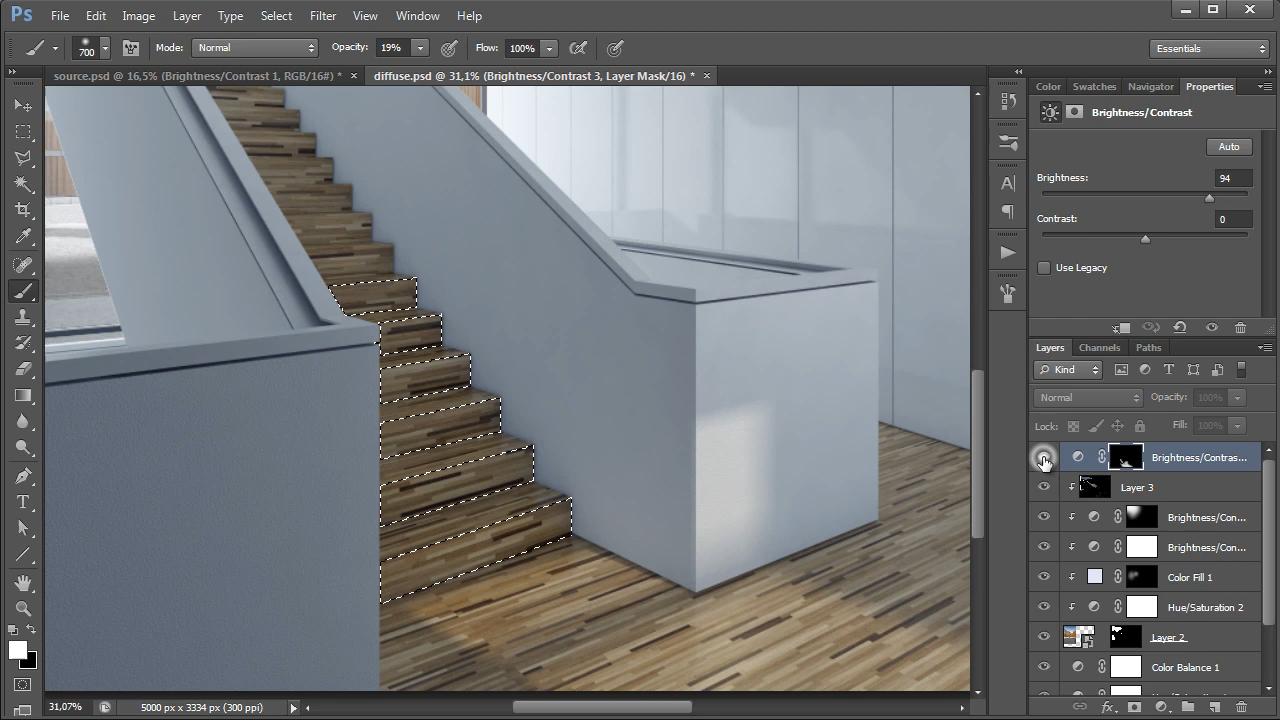 Ps File Edit Image Layer Type Select Filter View Window Help
700 Mode: Normal Opacity: 19% Flow: 100% Essentials
source.psd @ 16,5% (Brightness/Contrast 1, RGB/16#) * × diffuse.psd @ 31,1% (Brightness/Contrast 3, Layer Mask/16) * ×
Color Swatches Navigator Properties
Brightness/Contrast
Auto
Brightness: 94
Contrast: 0
Use Legacy
Layers Channels Paths
Kind
Normal Opacity: 100%
Lock: Fill: 100%
Brightness/Contras...
Layer 3
Brightness/Con...
Brightness/Con...
Color Fill 1
Hue/Saturation 2
Layer 2
Color Balance 1
31,07% 5000 px x 3334 px (300 ppi)